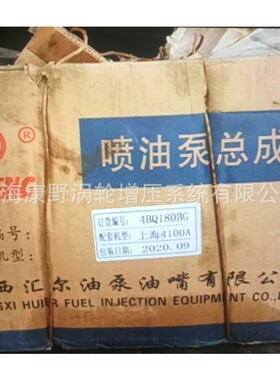 ®
ENG
喷油泵总成
海康野涡轮增压系统有限公
号：
订货编号： 4BQ180BG
机型：
配套机型： 上海4100A
包装日期： 2020.09
西汇尔油泵油嘴有限公
GXI HUIER FUEL INJECTION EQUIPMENT CO.,